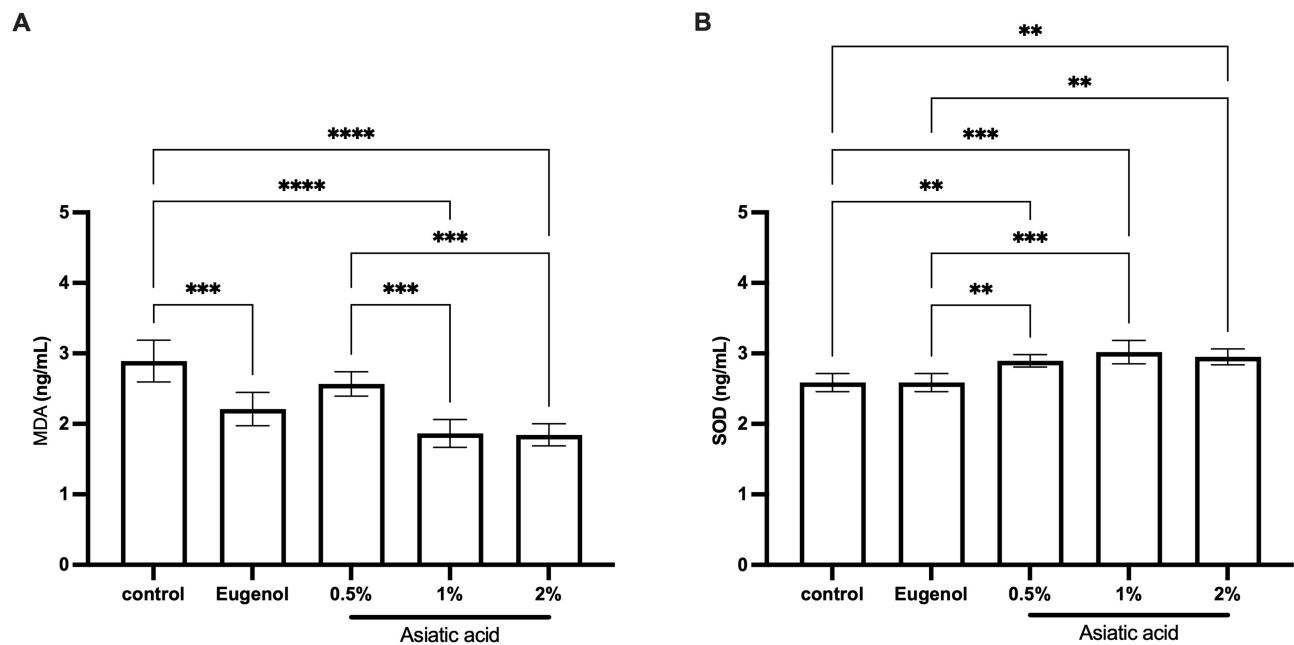 A
****
****
***
***
***
5
4
3
2
1
0
MDA (ng/mL)
control Eugenol 0.5% 1% 2%
Asiatic acid
B
**
**
***
**
***
**
5
4
3
2
1
0
SOD (ng/mL)
control Eugenol 0.5% 1% 2%
Asiatic acid